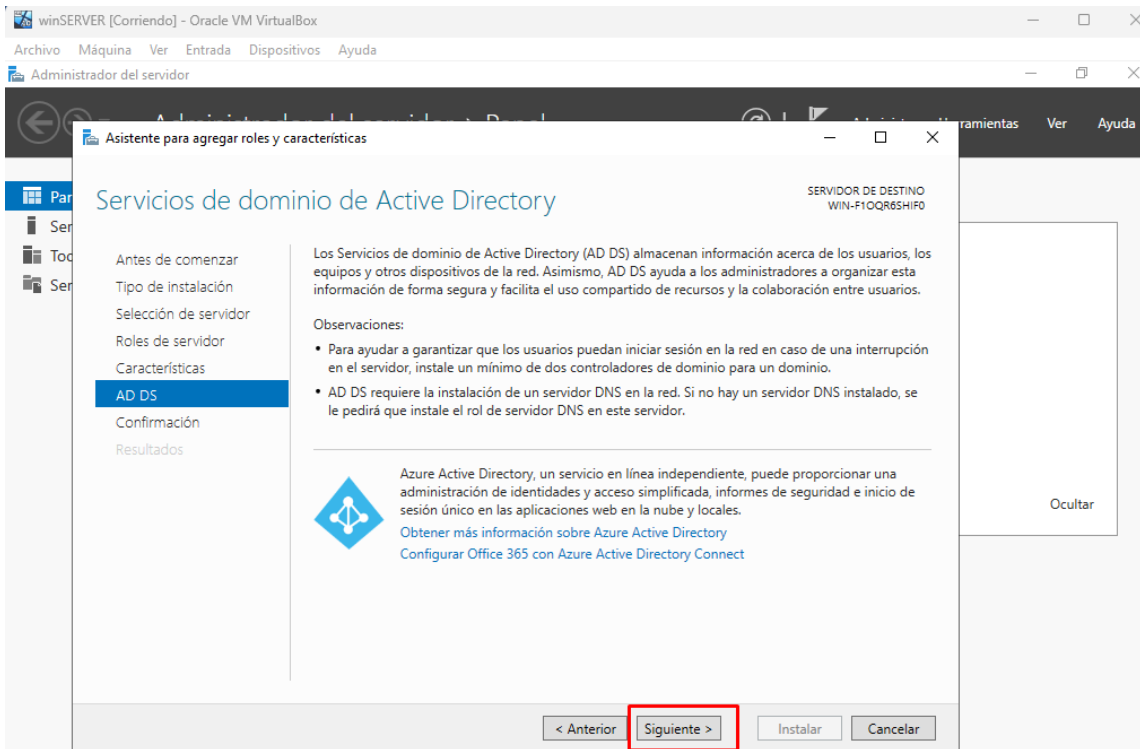 winSERVER [Corriendo] - Oracle VM VirtualBox
Archivo Máquina Ver Entrada Dispositivos Ayuda
Administrador del servidor
ramientas Ver Ayuda
Asistente para agregar roles y características
Servicios de dominio de Active Directory
SERVIDOR DE DESTINO
WIN-F1OQR6SHIF0
Par
Ser
Tod
Ser
Antes de comenzar
Tipo de instalación
Selección de servidor
Roles de servidor
Características
AD DS
Confirmación
Resultados
Los Servicios de dominio de Active Directory (AD DS) almacenan información acerca de los usuarios, los
equipos y otros dispositivos de la red. Asimismo, AD DS ayuda a los administradores a organizar esta
información de forma segura y facilita el uso compartido de recursos y la colaboración entre usuarios.
Observaciones:
• Para ayudar a garantizar que los usuarios puedan iniciar sesión en la red en caso de una interrupción
en el servidor, instale un mínimo de dos controladores de dominio para un dominio.
• AD DS requiere la instalación de un servidor DNS en la red. Si no hay un servidor DNS instalado, se
le pedirá que instale el rol de servidor DNS en este servidor.
Azure Active Directory, un servicio en línea independiente, puede proporcionar una
administración de identidades y acceso simplificada, informes de seguridad e inicio de
sesión único en las aplicaciones web en la nube y locales.
Obtener más información sobre Azure Active Directory
Configurar Office 365 con Azure Active Directory Connect
Ocultar
< Anterior Siguiente > Instalar Cancelar